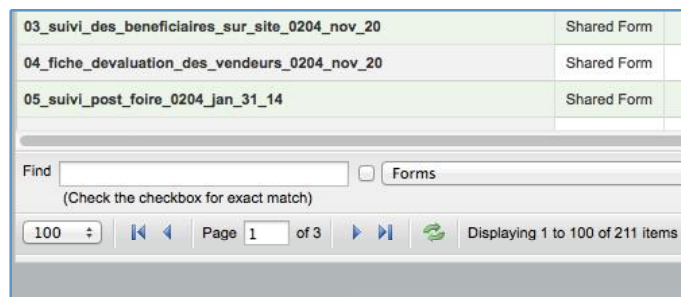 03_suivi_des_beneficiaires_sur_site_0204_nov_20 Shared Form
04_fiche_devaluation_des_vendeurs_0204_nov_20 Shared Form
05_suivi_post_foire_0204_jan_31_14 Shared Form
Find Forms
(Check the checkbox for exact match)
100 Page 1 of 3 Displaying 1 to 100 of 211 items